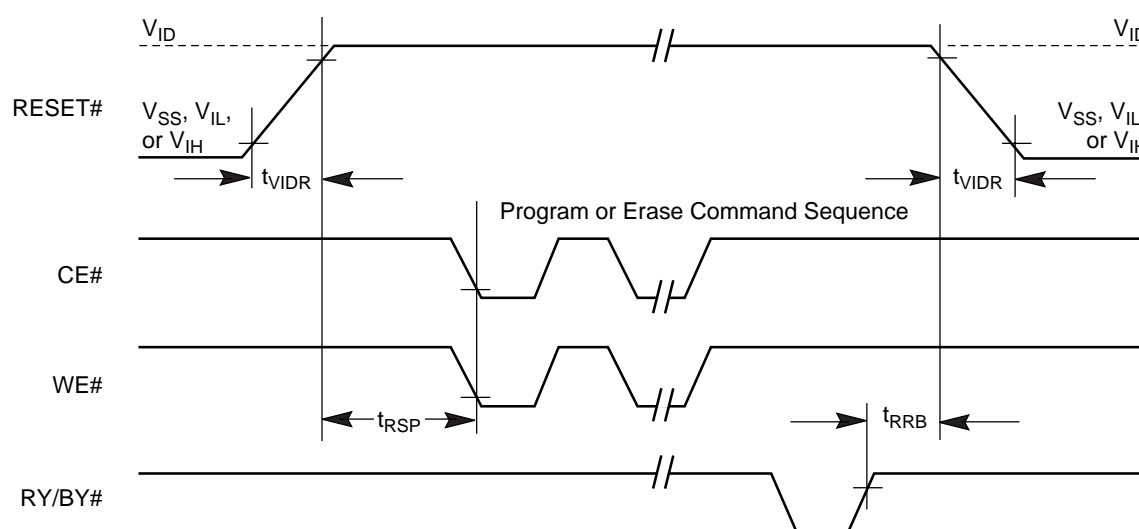 VID VID
RESET#
VSS, VIL,
or VIH
VSS, VIL
or VIH
tVIDR tVIDR
Program or Erase Command Sequence
CE#
WE#
tRSP tRRB
RY/BY#